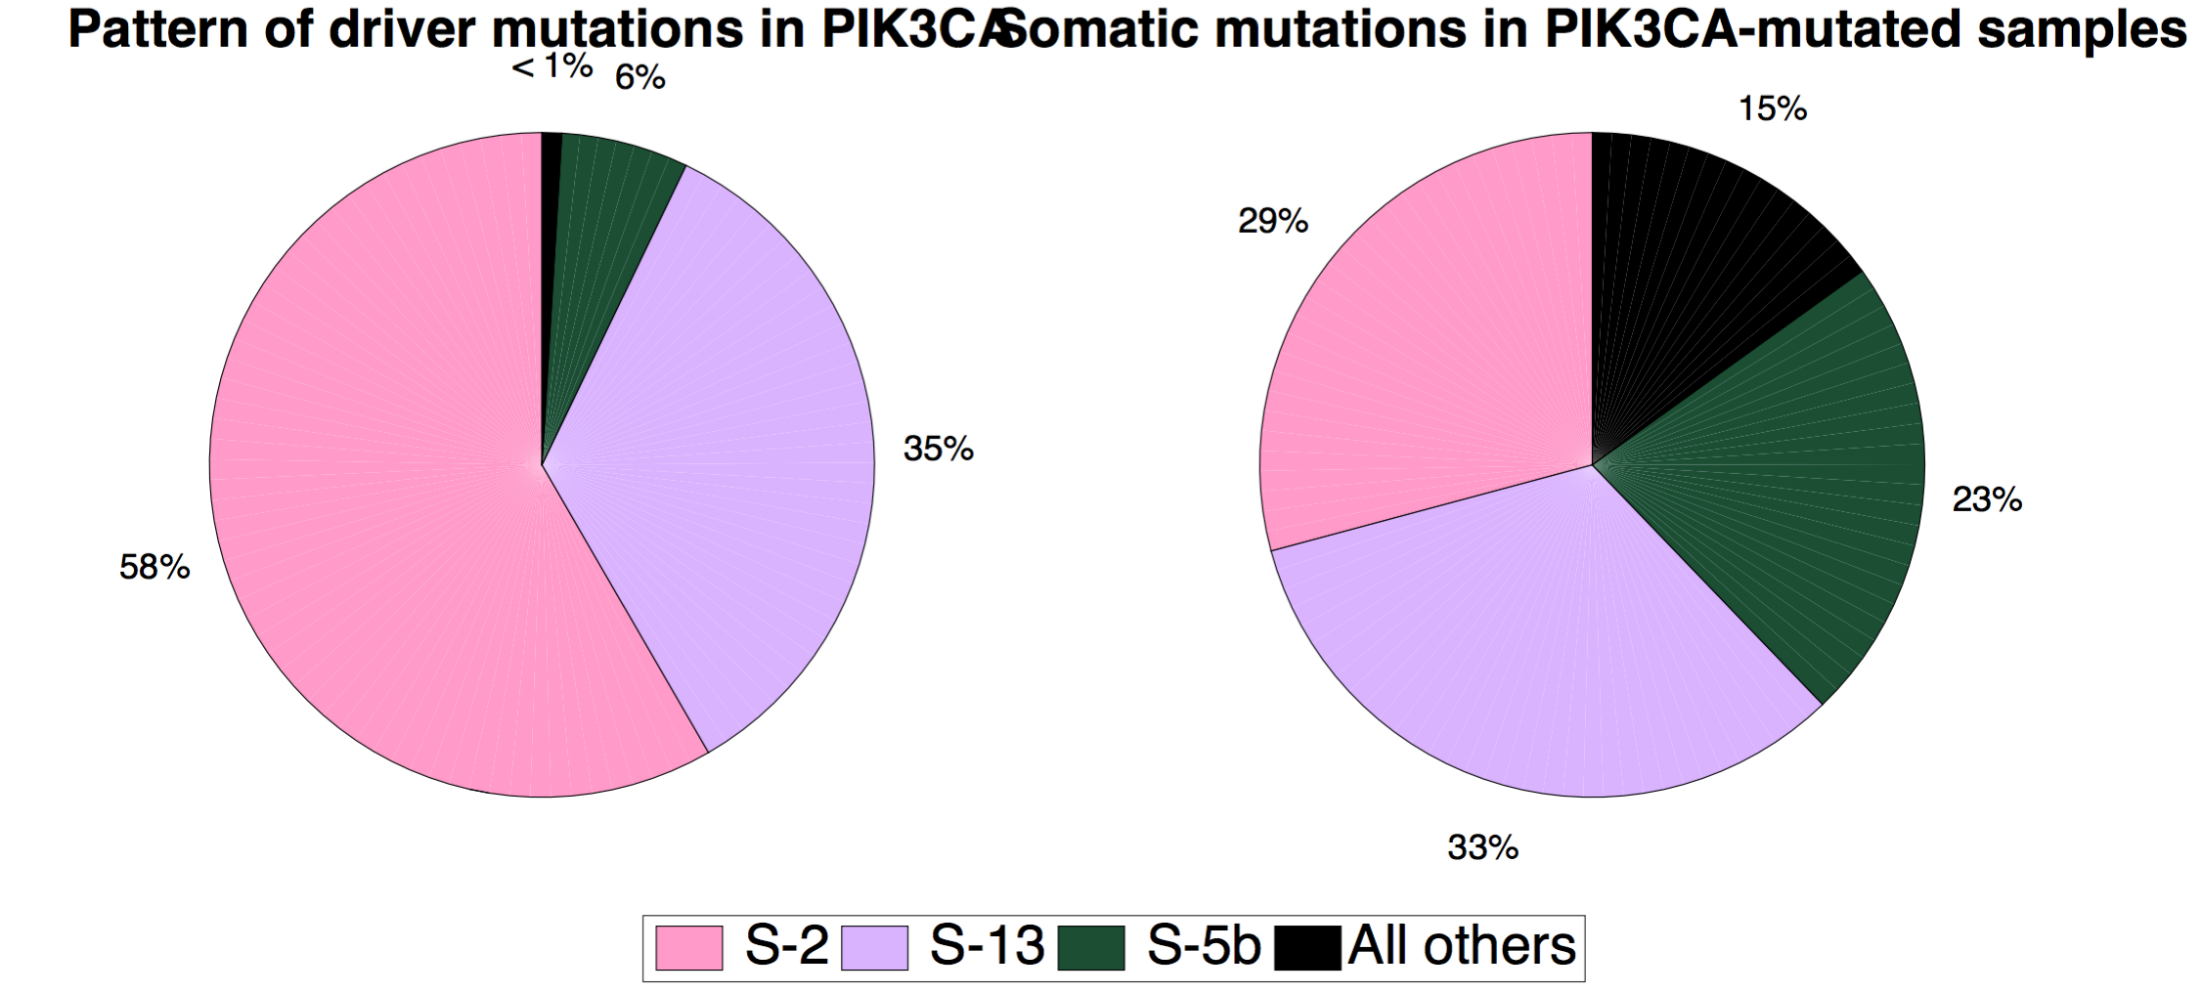 Pattern of driver mutations in PIK3CA
Somatic mutations in PIK3CA-mutated samples
< 1%
6%
35%
58%
15%
29%
23%
33%
S-2
S-13
S-5b
All others